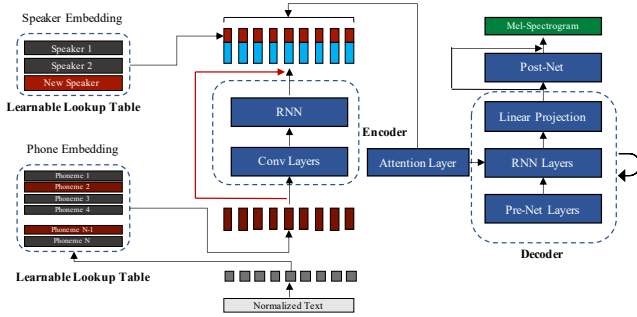 Speaker Embedding
Speaker 1
Speaker 2
New Speaker
Learnable Lookup Table
Phone Embedding
Phoneme 1
Phoneme 2
Phoneme 3
Phoneme 4
Phoneme N-1
Phoneme N
Learnable Lookup Table
RNN
Conv Layers
Encoder
Normalized Text
Attention Layer
Mel-Spectrogram
Post-Net
Linear Projection
RNN Layers
Pre-Net Layers
Decoder